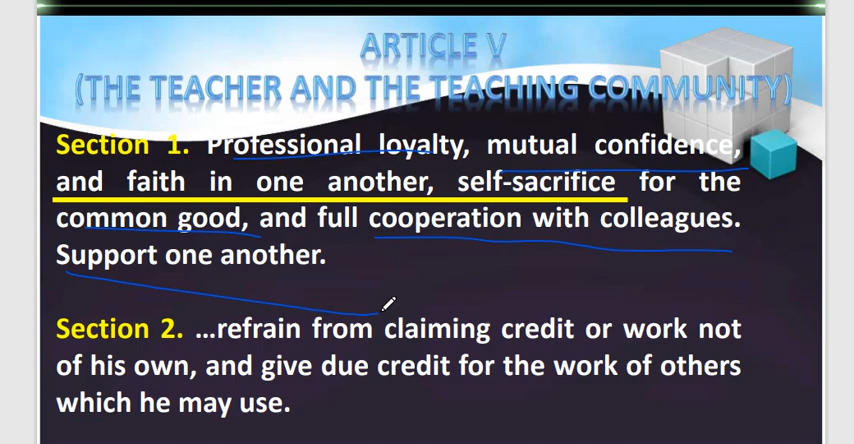 ARTICLE V
(THE TEACHER AND THE TEACHING COMMUNITY)
Section 1. Professional loyalty, mutual confidence,
and faith in one another, self-sacrifice for the
common good, and full cooperation with colleagues.
Support one another.
Section 2. ...refrain from claiming credit or work not
of his own, and give due credit for the work of others
which he may use.